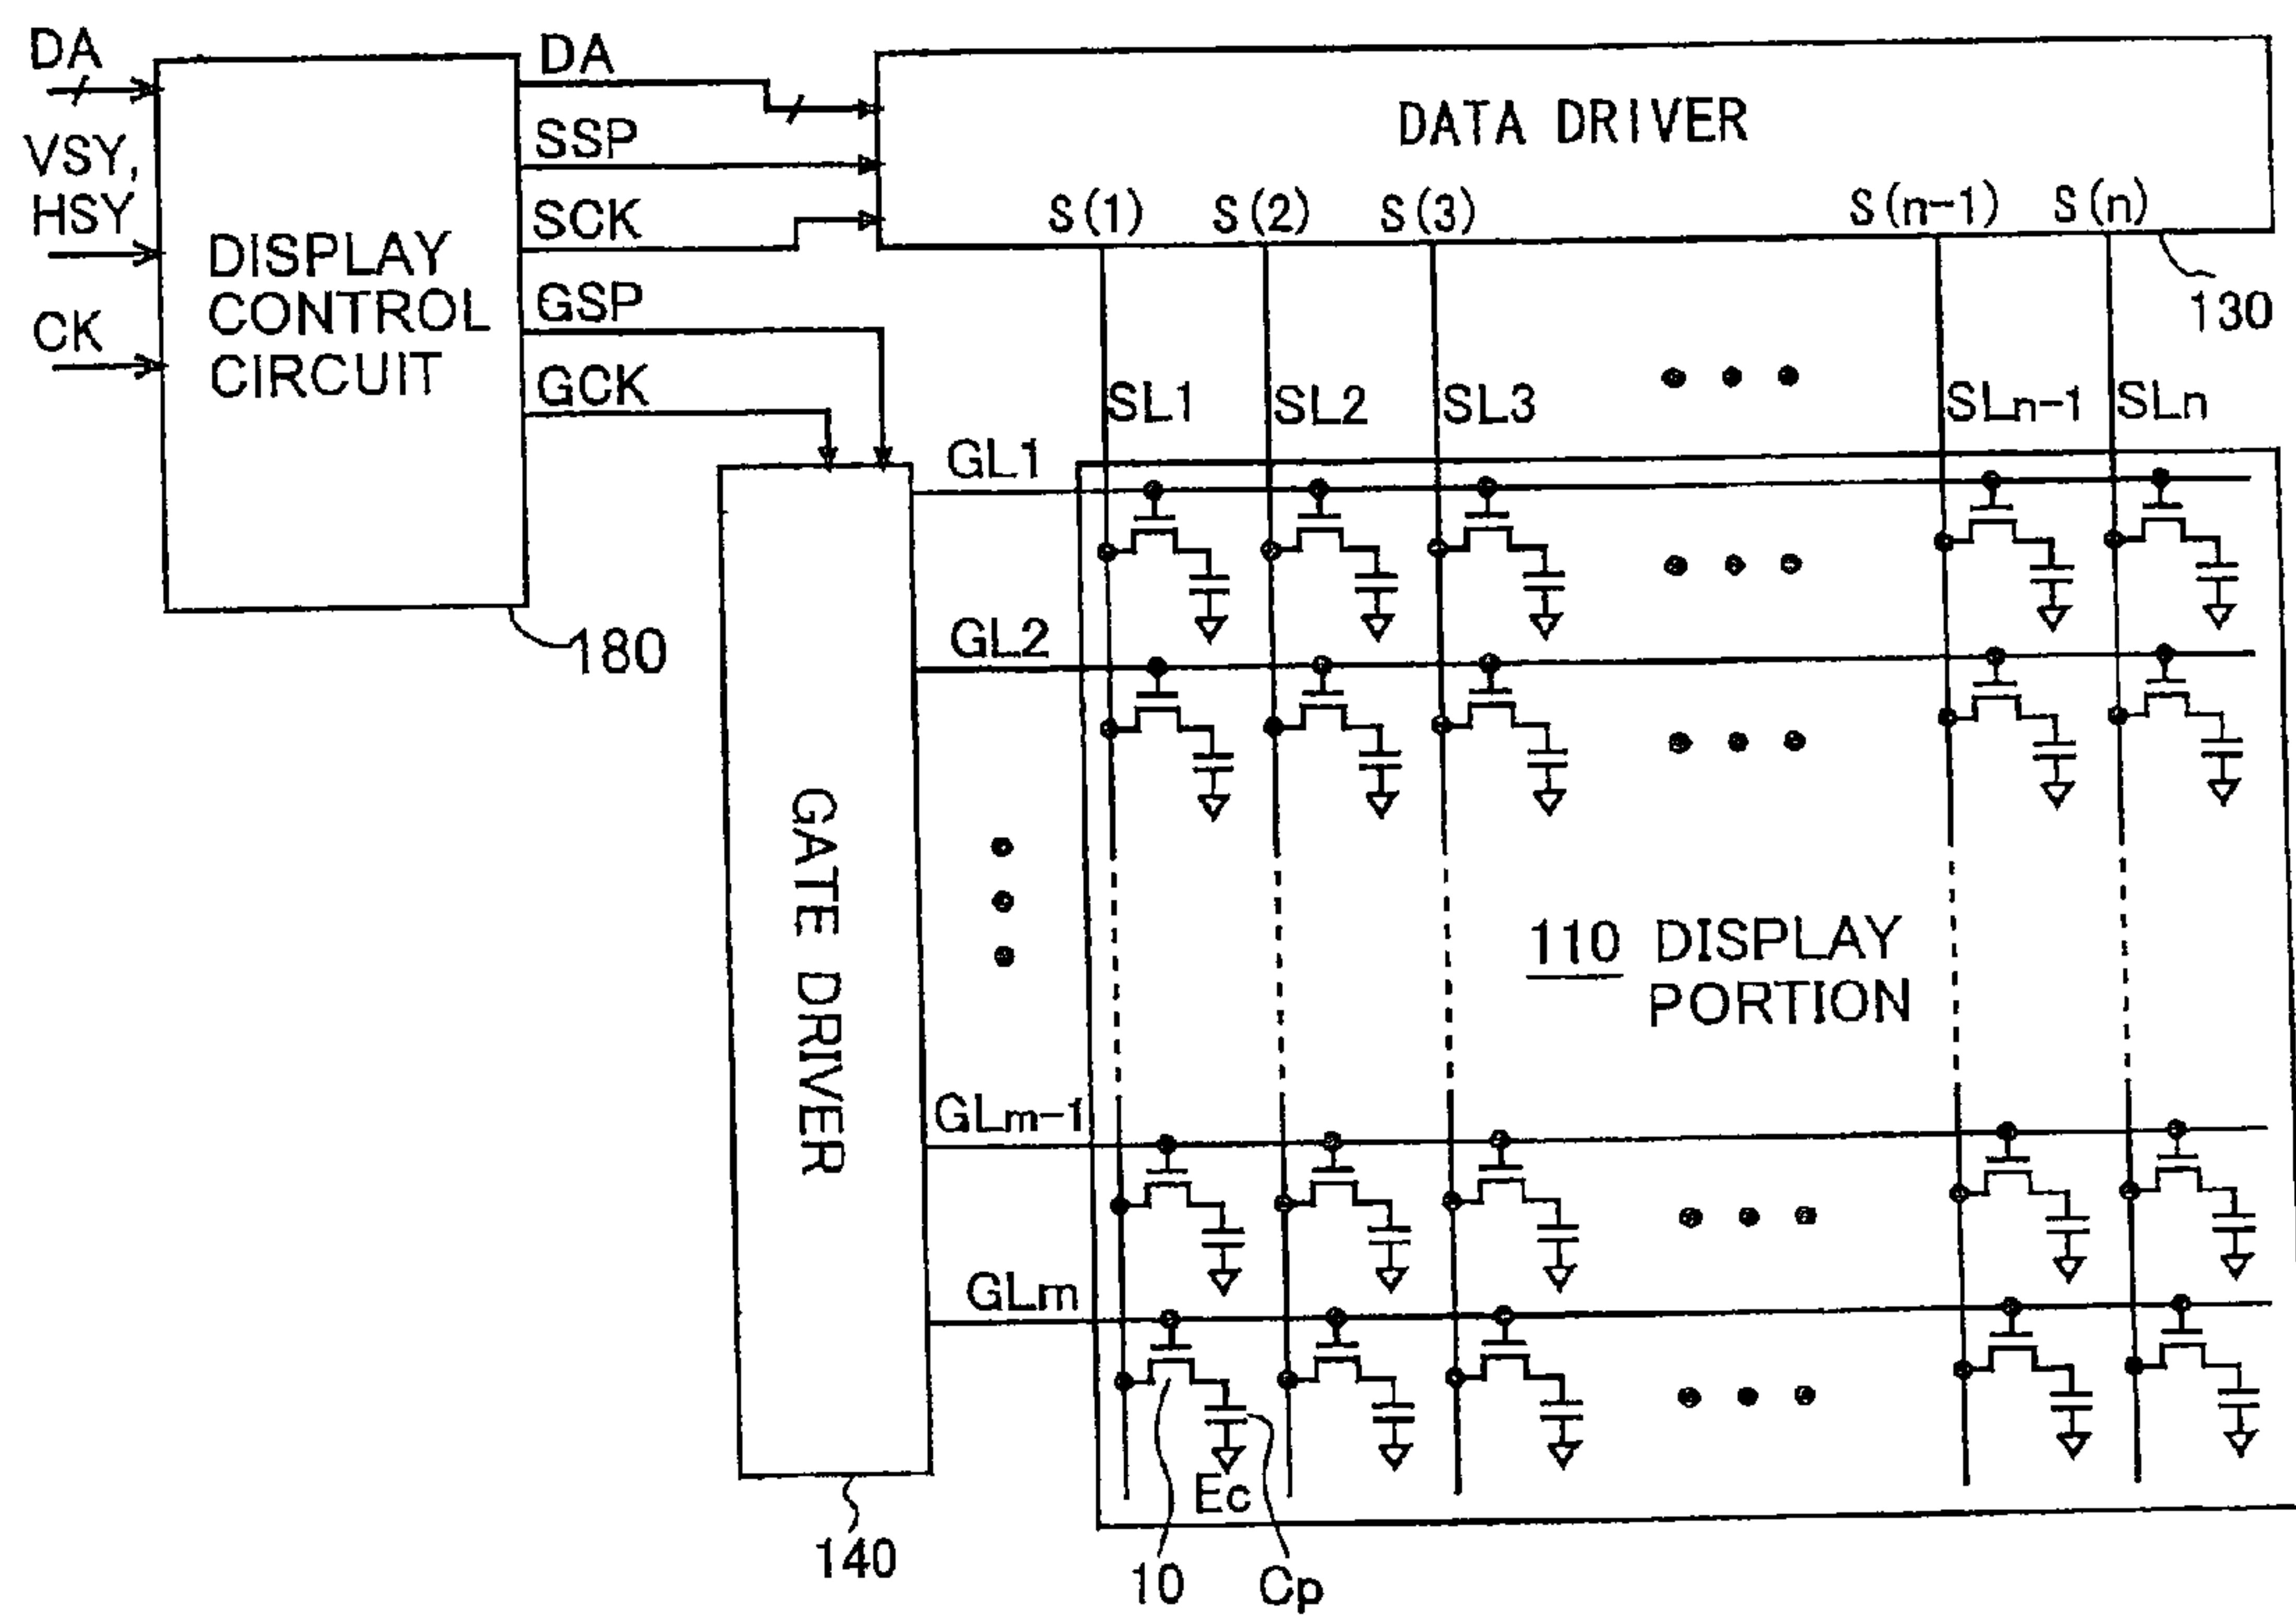 DA
VSY,
HSY
CK
DISPLAY
CONTROL
CIRCUIT
180
DA
SSP
SCK
GSP
GCK
DATA DRIVER
S(1) S(2) S(3) S(n-1) S(n)
130
SL1 SL2 SL3 SLn-1 SLn
GATE DRIVER
140
GL1
GL2
GLm-1
GLm
110 DISPLAY
PORTION
Ec
10
Cp